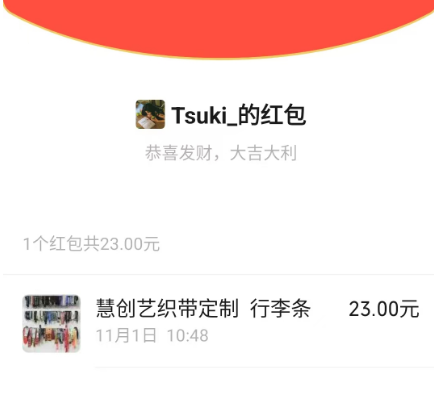 Tsuki_的红包
恭喜发财，大吉大利
1个红包共23.00元
慧创艺织带定制 行李条 23.00元
11月1日 10:48